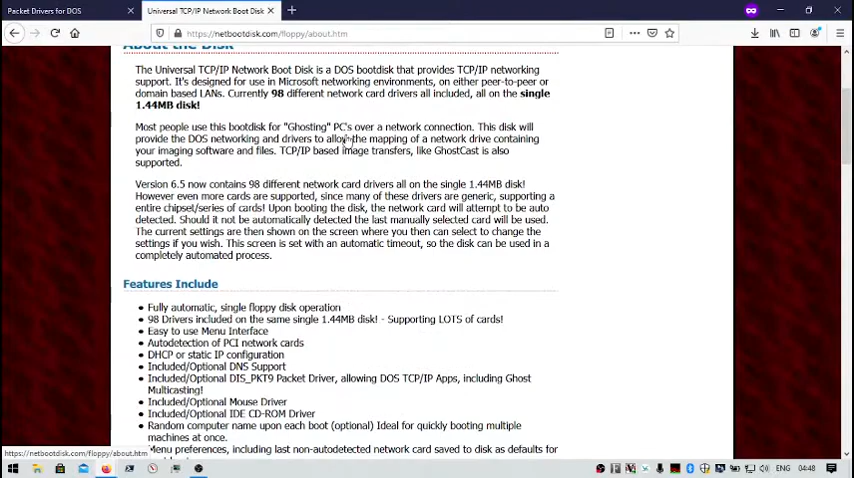 Packet Drivers for DOS
Universal TCP/IP Network Boot Disk
https://netbootdisk.com/floppy/about.htm
About the Disk
The Universal TCP/IP Network Boot Disk is a DOS bootdisk that provides TCP/IP networking
support. It's designed for use in Microsoft networking environments, on either peer-to-peer or
domain based LANs. Currently 98 different network card drivers all included, all on the single
1.44MB disk!
Most people use this bootdisk for "Ghosting" PC's over a network connection. This disk will
provide the DOS networking and drivers to allow the mapping of a network drive containing
your imaging software and files. TCP/IP based image transfers, like GhostCast is also
supported.
Version 6.5 now contains 98 different network card drivers all on the single 1.44MB disk!
However even more cards are supported, since many of these drivers are generic, supporting a
entire chipset/series of cards! Upon booting the disk, the network card will attempt to be auto
detected. Should it not be automatically detected the last manually selected card will be used.
The current settings are then shown on the screen where you then can select to change the
settings if you wish. This screen is set with an automatic timeout, so the disk can be used in a
completely automated process.
Features Include
Fully automatic, single floppy disk operation
98 Drivers included on the same single 1.44MB disk! - Supporting LOTS of cards!
Easy to use Menu Interface
Autodetection of PCI network cards
DHCP or static IP configuration
Included/Optional DNS Support
Included/Optional DIS_PKT9 Packet Driver, allowing DOS TCP/IP Apps, including Ghost
Multicasting!
Included/Optional Mouse Driver
Included/Optional IDE CD-ROM Driver
Random computer name upon each boot (optional) Ideal for quickly booting multiple
machines at once.
Menu preferences, including last non-autodetected network card saved to disk as defaults for
https://netbootdisk.com/floppy/about.htm
ENG
04:48